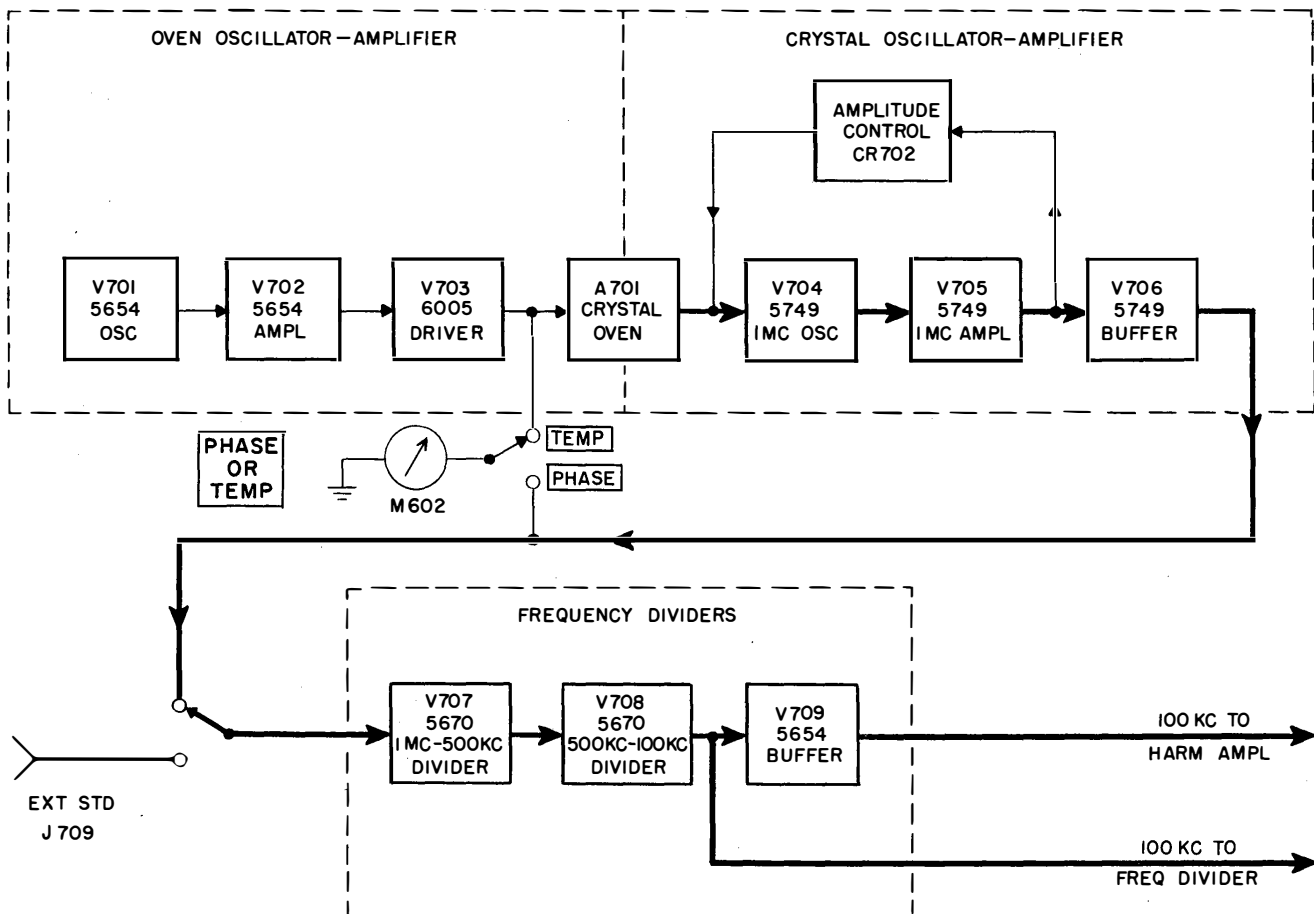 OVEN OSCILLATOR-AMPLIFIER
CRYSTAL OSCILLATOR-AMPLIFIER
AMPLITUDE
CONTROL
CR702
V701
5654
OSC
V702
5654
AMPL
V703
6005
DRIVER
A701
CRYSTAL
OVEN
V704
5749
1MC OSC
V705
5749
1MC AMPL
V706
5749
BUFFER
PHASE
OR
TEMP
M602
TEMP
PHASE
FREQUENCY DIVIDERS
V707
5670
1MC-500KC
DIVIDER
V708
5670
500KC-100KC
DIVIDER
V709
5654
BUFFER
100 KC TO
HARM AMPL
EXT STD
J709
100 KC TO
FREQ DIVIDER